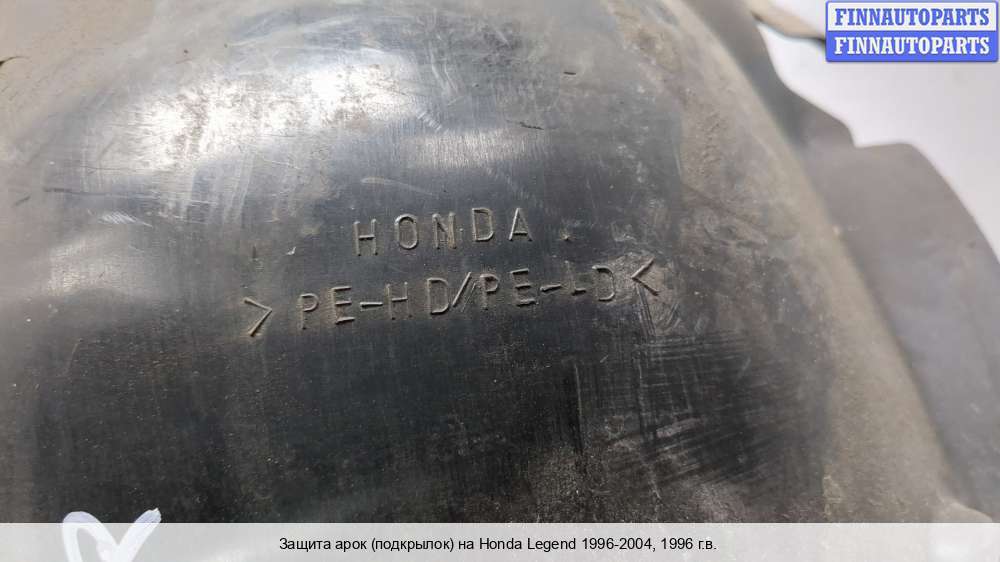 FINNAUTOPARTS
FINNAUTOPARTS
HONDA
>PE-HD/PE-LD<
Защита арок (подкрылок) на Honda Legend 1996-2004, 1996 г.в.